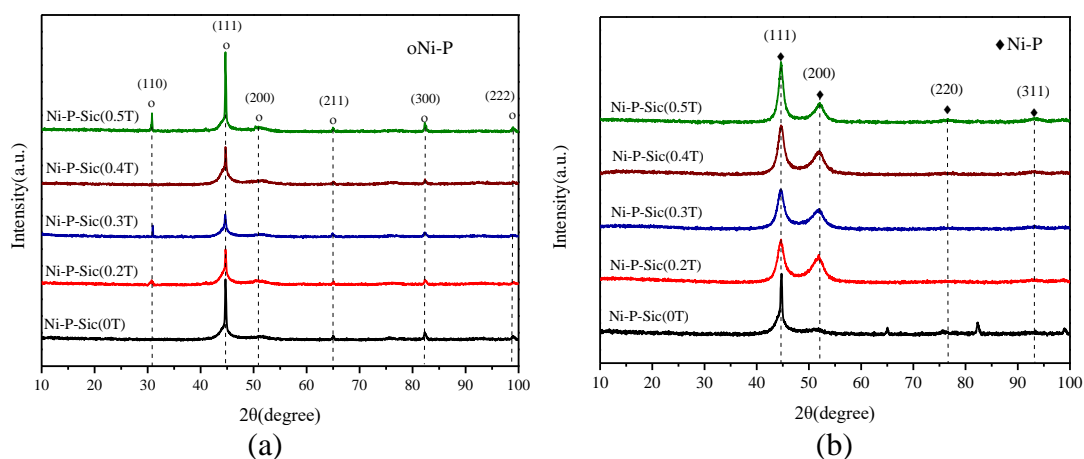 (111)
oNi-P
(110)
(200)
(211)
(300)
(222)
Ni-P-Sic(0.5T)
Ni-P-Sic(0.4T)
Ni-P-Sic(0.3T)
Ni-P-Sic(0.2T)
Ni-P-Sic(0T)
Intensity(a.u.)
10 20 30 40 50 60 70 80 90 100
2θ(degree)
(a)
(111)
♦Ni-P
(200)
(220)
(311)
Ni-P-Sic(0.5T)
Ni-P-Sic(0.4T)
Ni-P-Sic(0.3T)
Ni-P-Sic(0.2T)
Ni-P-Sic(0T)
Intensity(a.u.)
10 20 30 40 50 60 70 80 90 100
2θ(degree)
(b)